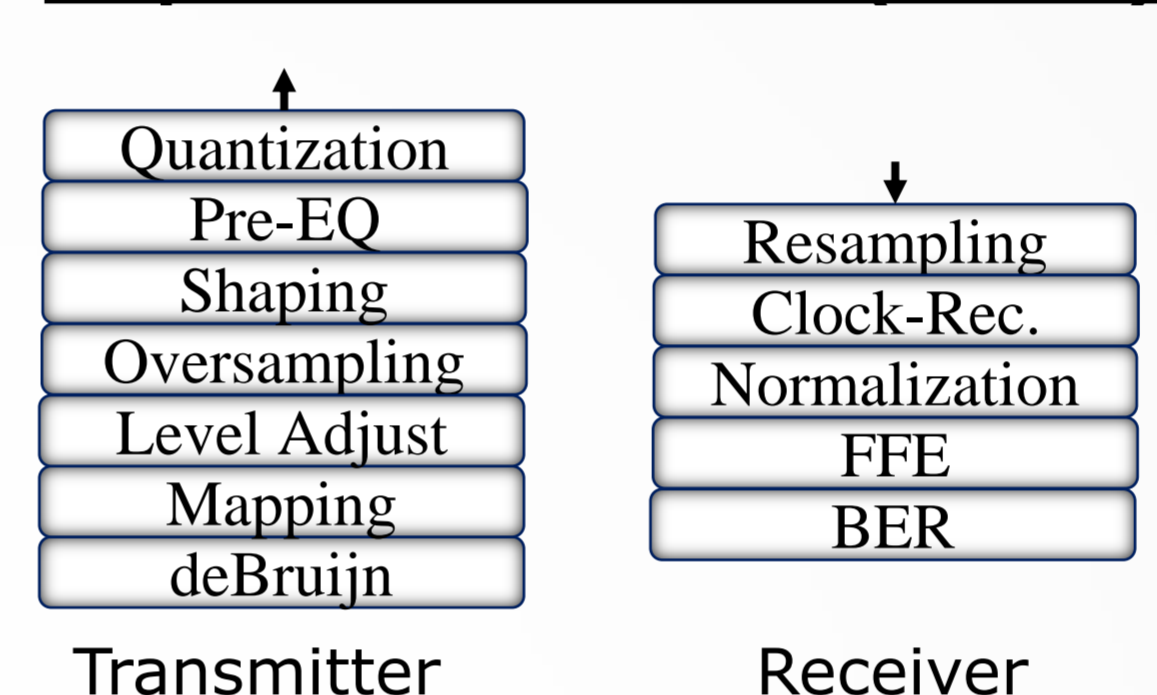 Quantization
Pre-EQ
Shaping
Oversampling
Level Adjust
Mapping
deBruijn
Transmitter
Resampling
Clock-Rec.
Normalization
FFE
BER
Receiver